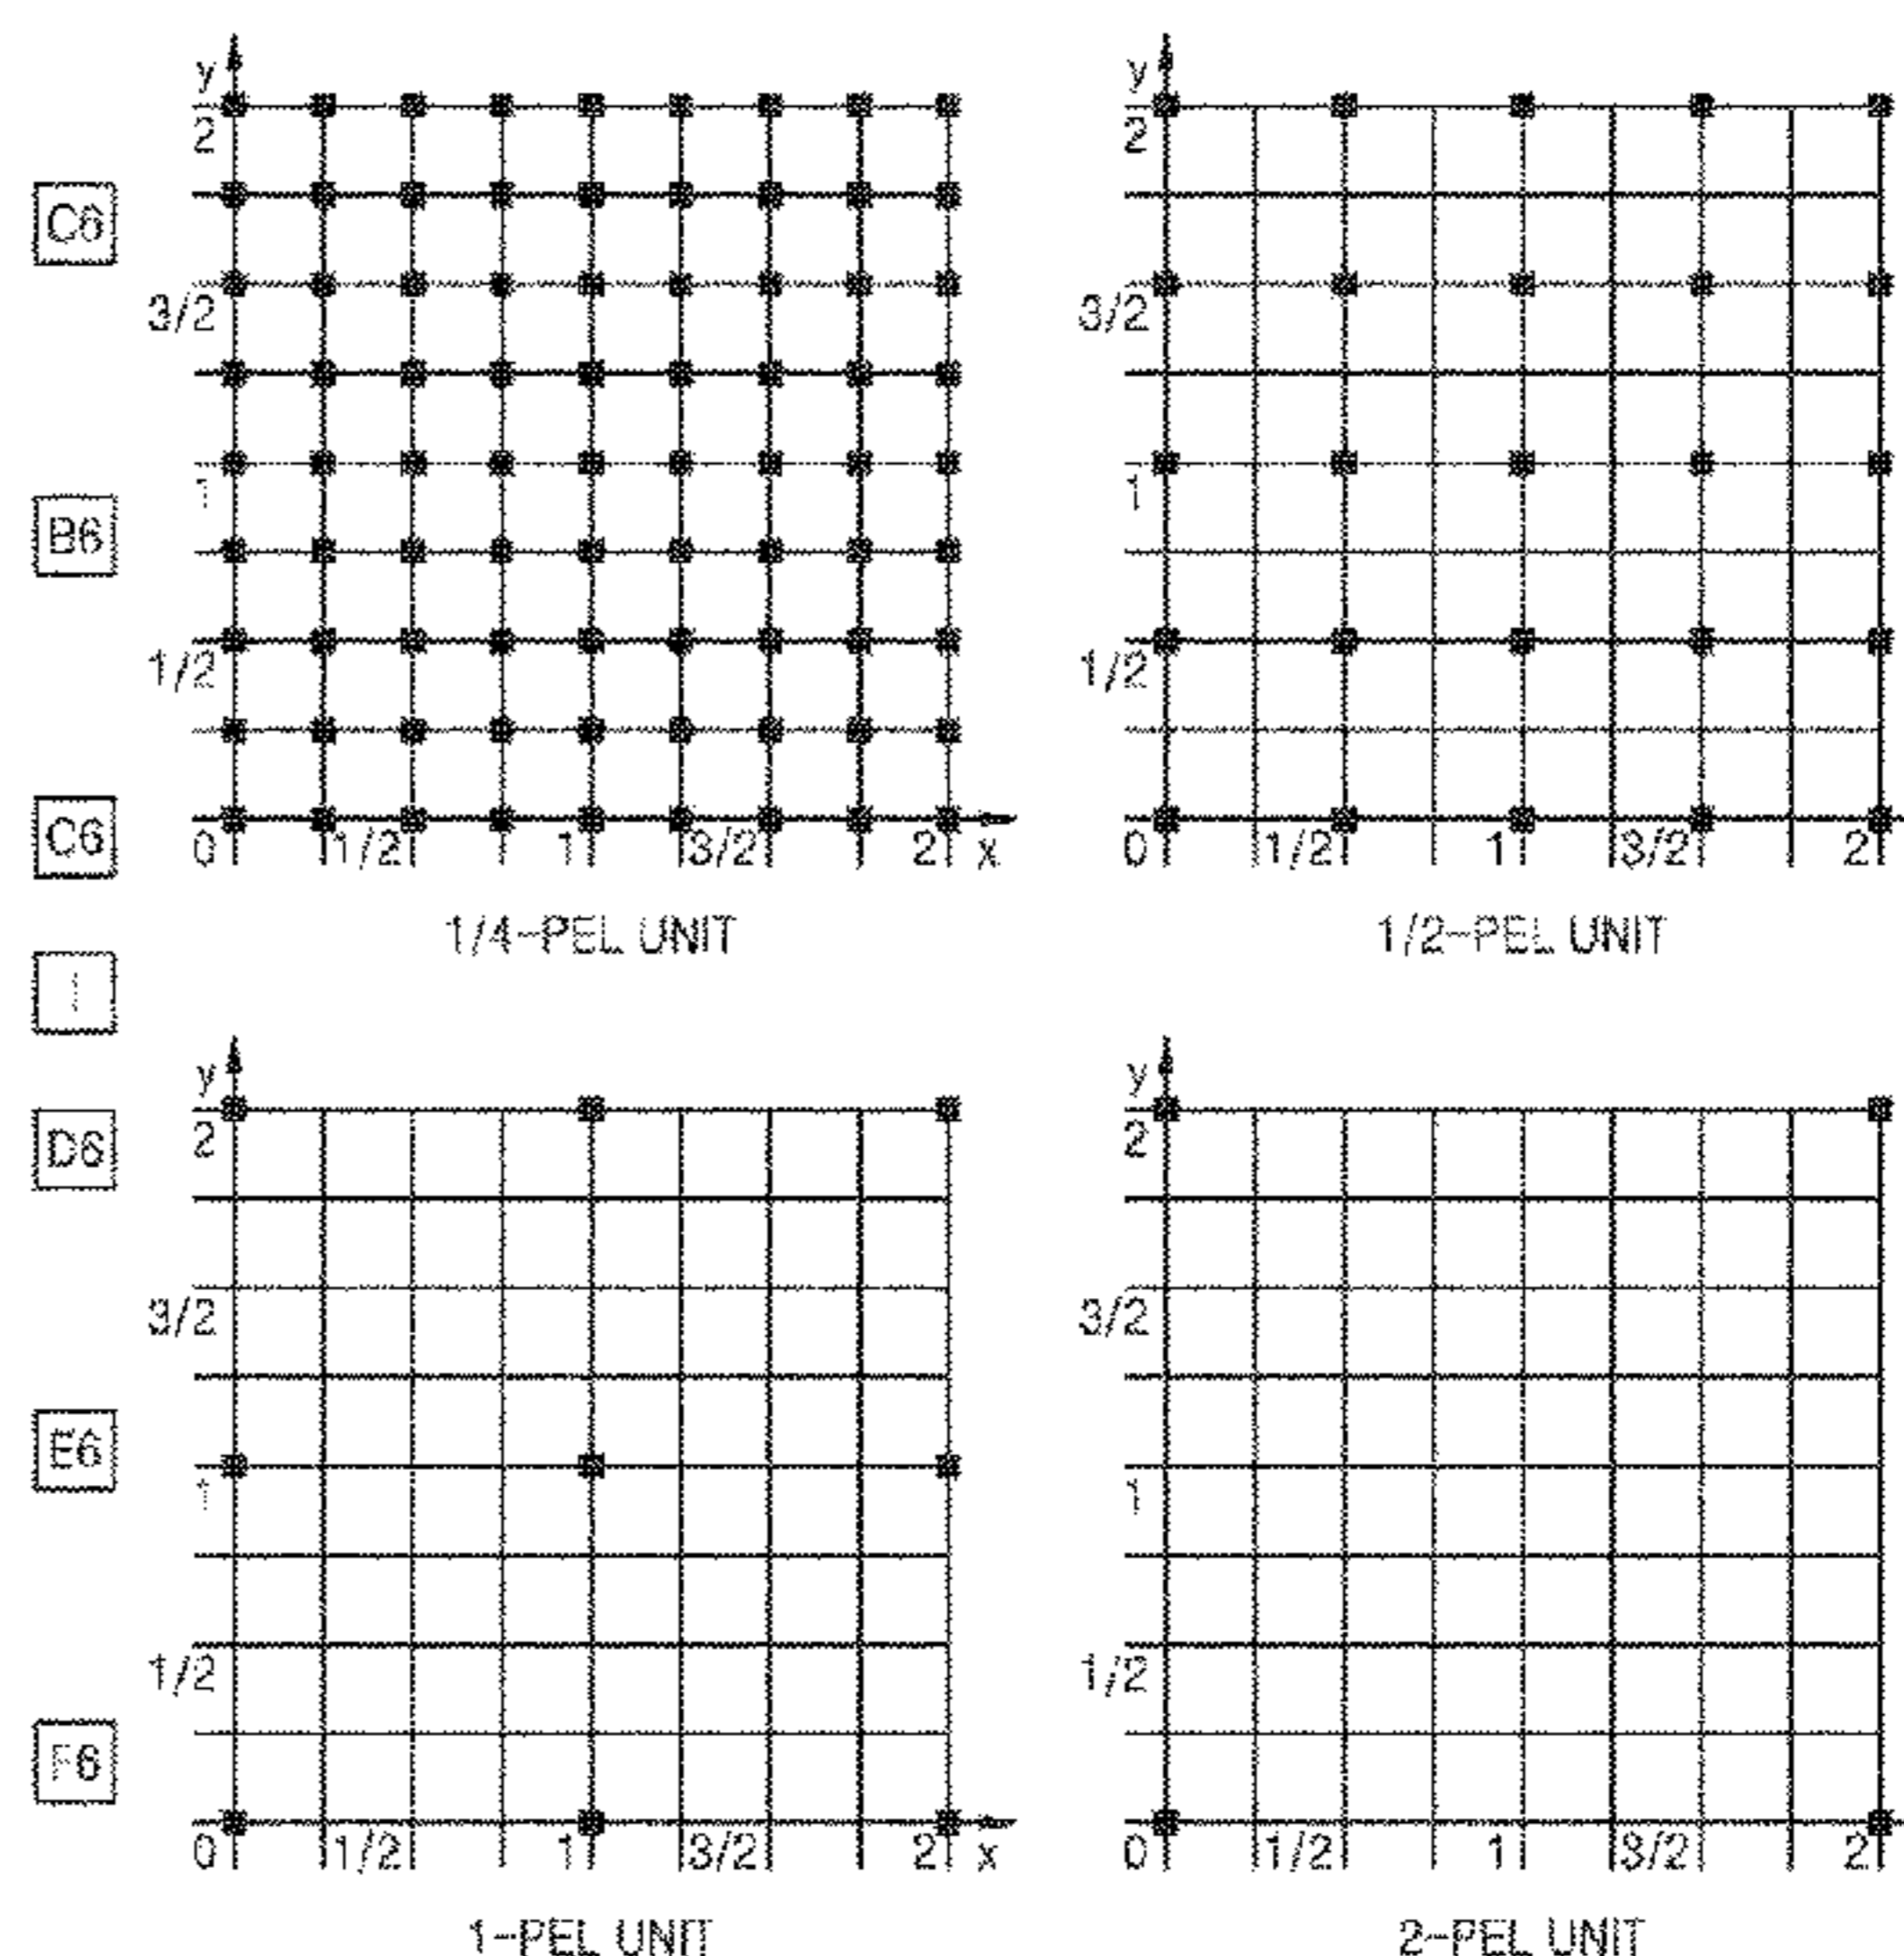 C6
B6
C6
I
D6
E6
F6
y
2
3/2
1
1/2
0 1/2 1 3/2 2 x
1/4-PEL UNIT
y
2
3/2
1
1/2
0 1/2 1 3/2 2
1/2-PEL UNIT
y
2
3/2
1
1/2
0 1/2 1 3/2 2 x
1-PEL UNIT
y
2
3/2
1
1/2
0 1/2 1 3/2 2
2-PEL UNIT